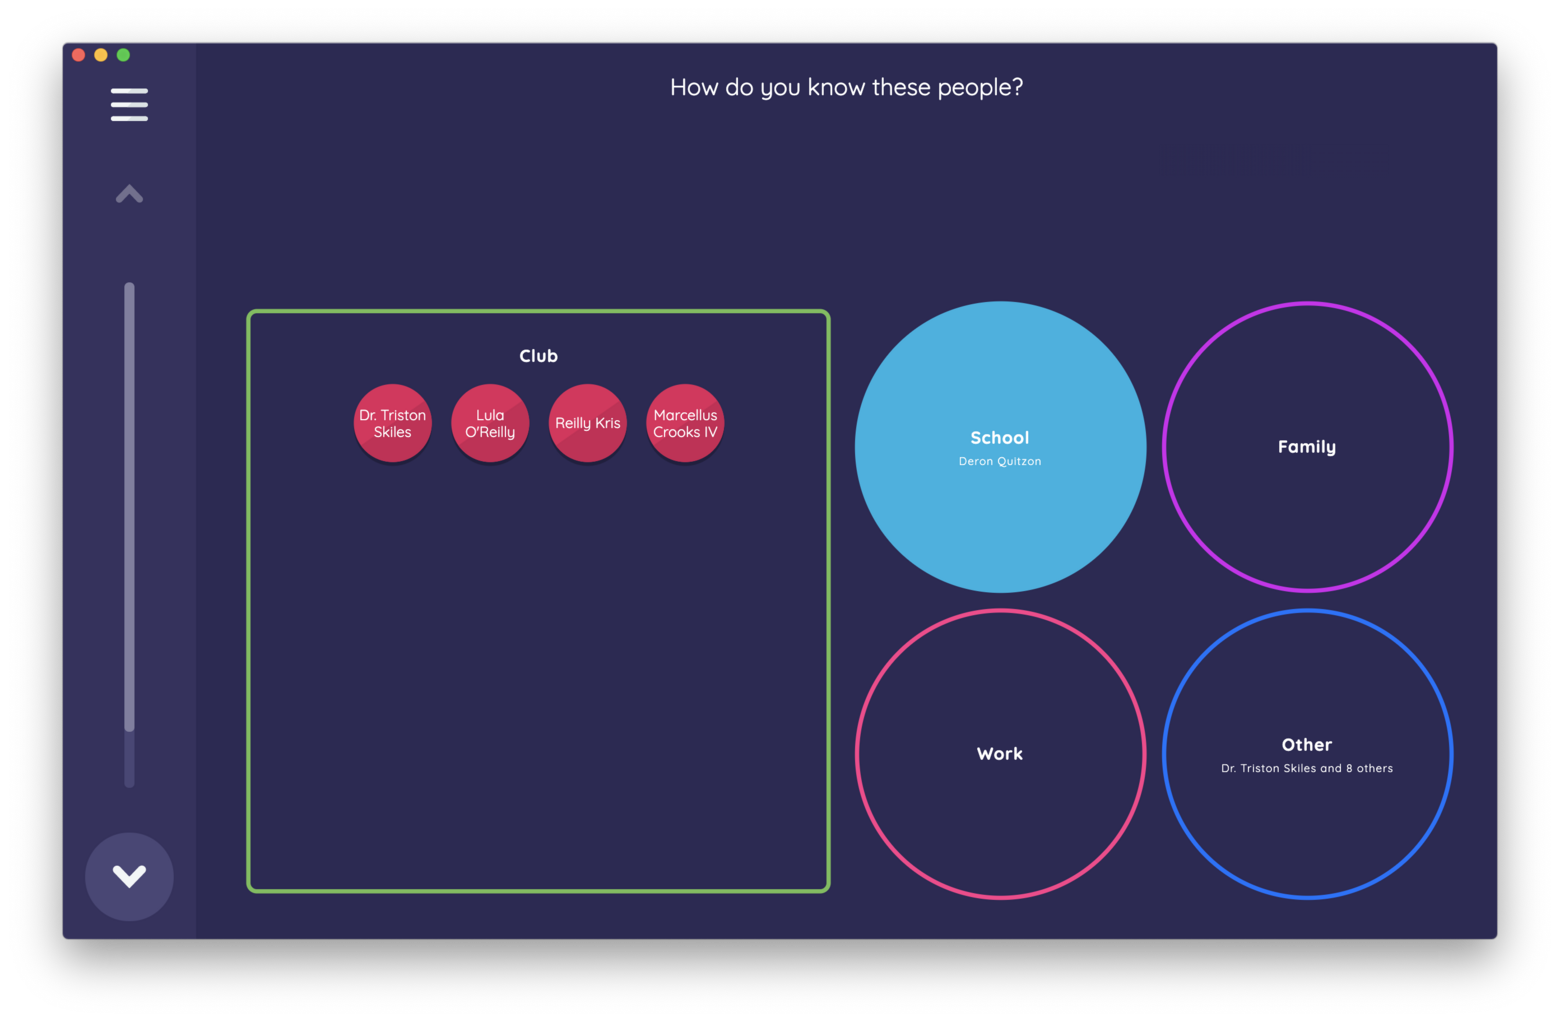 How do you know these people?
Club
Dr. Triston
Skiles
Lula
O'Reilly
Reilly Kris
Marcellus
Crooks IV
School
Deron Quitzon
Family
Work
Other
Dr. Triston Skiles and 8 others